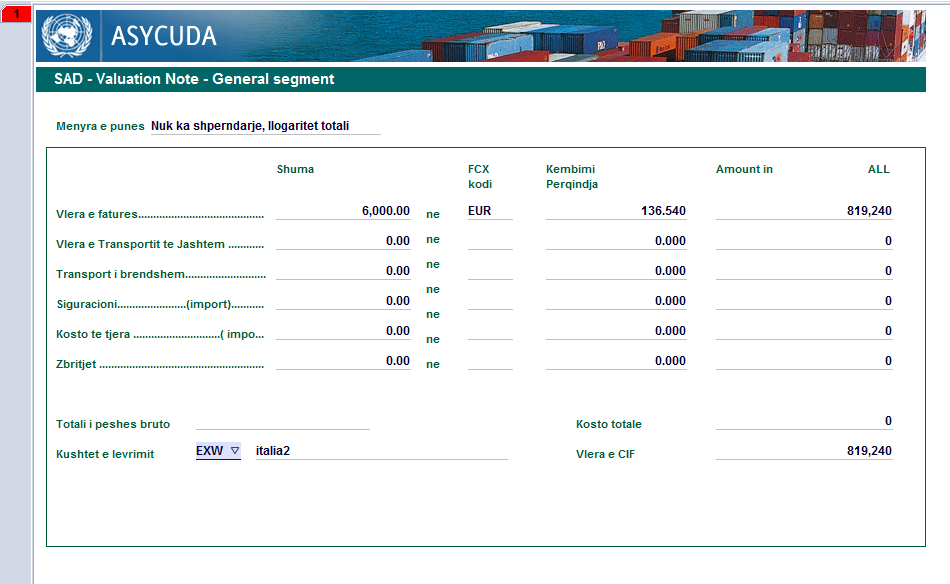 1
ASYCUDA
SAD - Valuation Note - General segment
Menyra e punes Nuk ka shperndarje, llogaritet totali
Shuma FCX kodi Kembimi Perqindja Amount in ALL
Vlera e fatures.......................................... 6,000.00 ne EUR 136.540 819,240
Vlera e Transportit te Jashtem ............ 0.00 ne 0.000 0
Transport i brendshem........................... 0.00 ne 0.000 0
Siguracioni.......................(import)........... 0.00 ne 0.000 0
ne
Kosto te tjera .............................( impo... 0.00 ne 0.000 0
Zbritjet ....................................................... 0.00 ne 0.000 0
Totali i peshes bruto Kosto totale 0
Kushtet e levrimit EXW italia2 Vlera e CIF 819,240